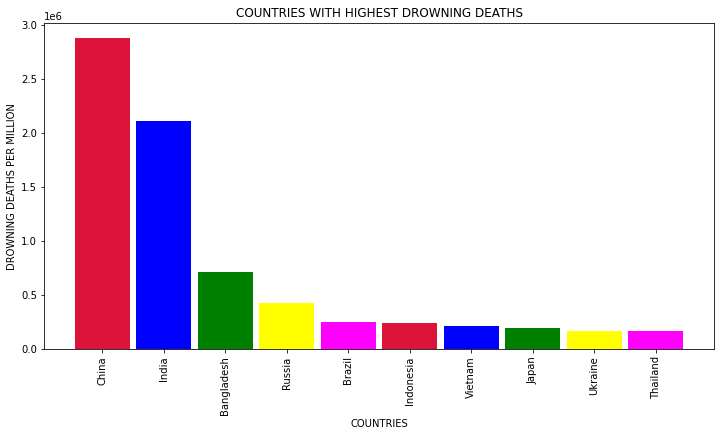 COUNTRIES WITH HIGHEST DROWNING DEATHS
1e6
3.0
2.5
2.0
1.5
1.0
0.5
0.0
DROWNING DEATHS PER MILLION
China
India
Bangladesh
Russia
Brazil
Indonesia
Vietnam
Japan
Ukraine
Thailand
COUNTRIES